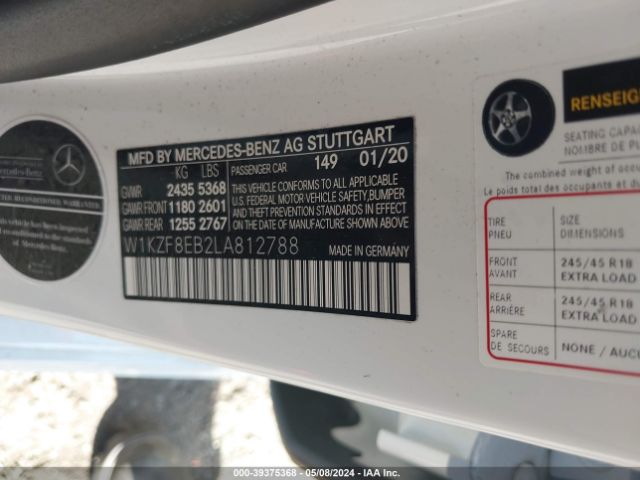 MFD BY MERCEDES-BENZ AG STUTTGART
KG LBS PASSENGER CAR 149 01/20
GVWR 2435 5368
GAWR FRONT 1180 2601
GAWR REAR 1255 2767
THIS VEHICLE CONFORMS TO ALL APPLICABLE
U.S. FEDERAL MOTOR VEHICLE SAFETY, BUMPER
AND THEFT PREVENTION STANDARDS IN EFFECT
ON THE DATE OF MANUFACTURE SHOWN ABOVE
W1KZF8EB2LA812788
MADE IN GERMANY
Mercedes-Benz
RENSEIG
SEATING CAPA
NOMBRE DE PL
The combined weight of occu
Le poids total des occupants
TIRE
PNEU
SIZE
DIMENSIONS
FRONT
AVANT
245/45 R18
EXTRA LOAD
REAR
ARRIÈRE
245/45 R18
EXTRA LOAD
SPARE
DE SECOURS
NONE / AUCU
000-39375368 | 05/08/2024 | IAA Inc.